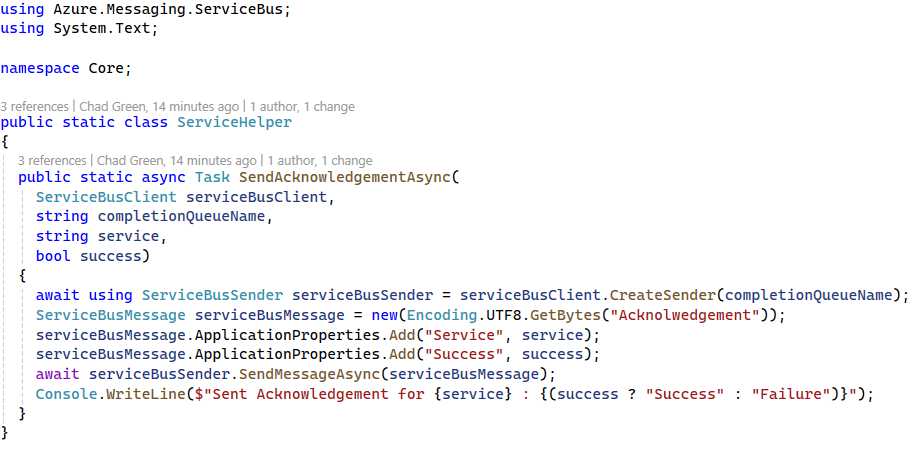 using Azure.Messaging.ServiceBus;
using System.Text;
namespace Core;
3 references | Chad Green, 14 minutes ago | 1 author, 1 change
public static class ServiceHelper
{
3 references | Chad Green, 14 minutes ago | 1 author, 1 change
public static async Task SendAcknowledgementAsync(
ServiceBusClient serviceBusClient,
string completionQueueName,
string service,
bool success)
{
await using ServiceBusSender serviceBusSender = serviceBusClient.CreateSender(completionQueueName);
ServiceBusMessage serviceBusMessage = new(Encoding.UTF8.GetBytes("Acknolwedgement"));
serviceBusMessage.ApplicationProperties.Add("Service", service);
serviceBusMessage.ApplicationProperties.Add("Success", success);
await serviceBusSender.SendMessageAsync(serviceBusMessage);
Console.WriteLine($"Sent Acknowledgement for {service} : {(success ? "Success" : "Failure")}");
}
}